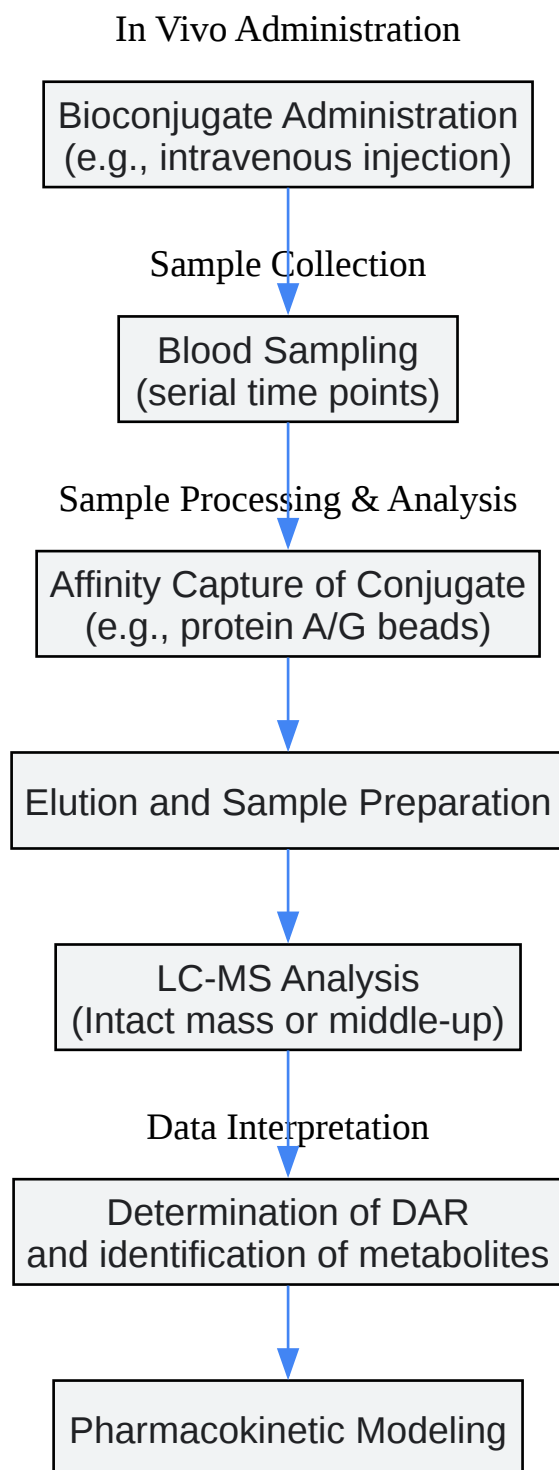 In Vivo Administration
Bioconjugate Administration
(e.g., intravenous injection)
Sample Collection
Blood Sampling
(serial time points)
Sample Processing & Analysis
Affinity Capture of Conjugate
(e.g., protein A/G beads)
Elution and Sample Preparation
LC-MS Analysis
(Intact mass or middle-up)
Data Interpretation
Determination of DAR
and identification of metabolites
Pharmacokinetic Modeling